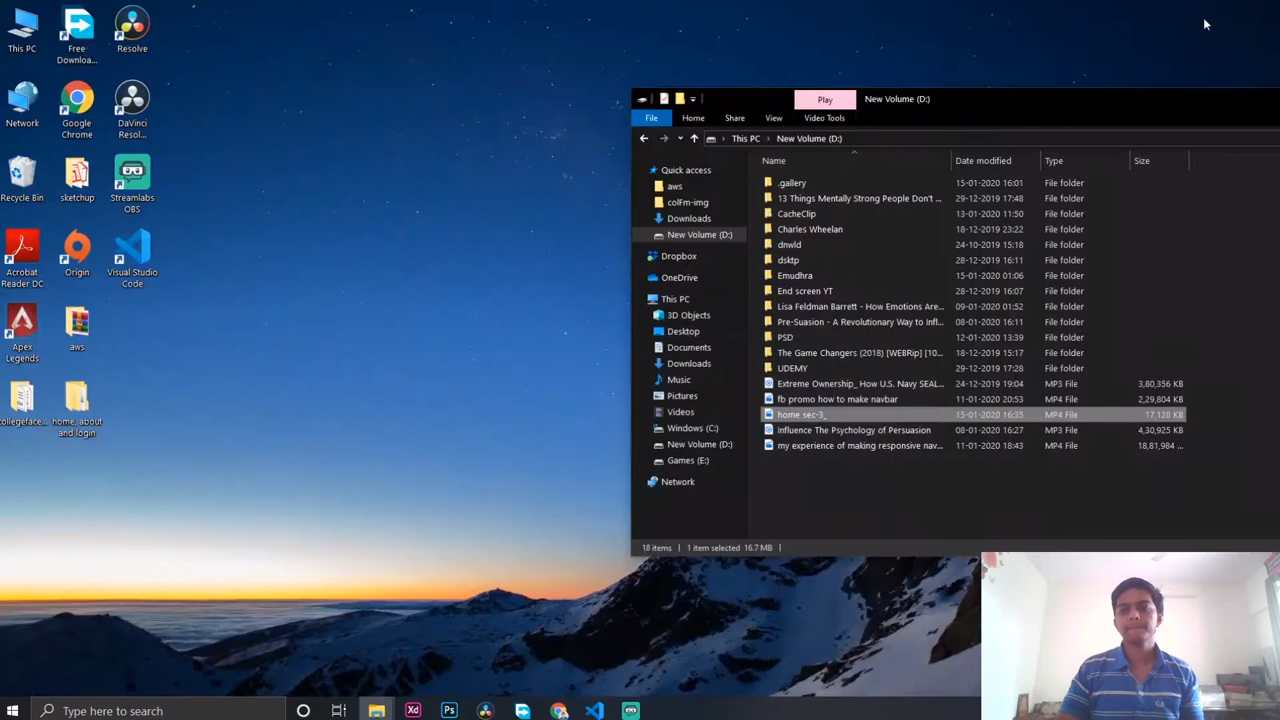 This PC
Free
Downloa...
Resolve
Network
Google
Chrome
DaVinci
Resol...
Recycle Bin
sketchup
Streamlabs
OBS
Acrobat
Reader DC
Origin
Visual Studio
Code
Apex
Legends
aws
collegeface...
home, about
and login
Play
New Volume (D:)
File
Home
Share
View
Video Tools
This PC
New Volume (D:)
Name
Date modified
Type
Size
Quick access
aws
colFm-img
Downloads
New Volume (D:)
Dropbox
OneDrive
This PC
3D Objects
Desktop
Documents
Downloads
Music
Pictures
Videos
Windows (C:)
New Volume (D:)
Games (E:)
Network
.gallery 15-01-2020 16:01 File folder
13 Things Mentally Strong People Don't ... 29-12-2019 17:48 File folder
CacheClip 13-01-2020 11:50 File folder
Charles Wheelan 18-12-2019 23:22 File folder
dnwld 24-10-2019 15:18 File folder
dsktp 28-12-2019 16:11 File folder
Emudhra 15-01-2020 01:06 File folder
End screen YT 28-12-2019 16:07 File folder
Lisa Feldman Barrett - How Emotions Are... 09-01-2020 01:52 File folder
Pre-Suasion - A Revolutionary Way to Infl... 08-01-2020 16:11 File folder
PSD 12-01-2020 13:39 File folder
The Game Changers (2018) [WEBRip] [10... 18-12-2019 15:17 File folder
UDEMY 29-12-2019 17:28 File folder
Extreme Ownership_ How U.S. Navy SEAL... 24-12-2019 19:04 MP3 File 3,80,356 KB
fb promo how to make navbar 11-01-2020 20:53 MP4 File 2,29,804 KB
home sec-3_ 15-01-2020 16:35 MP4 File 17,128 KB
Influence The Psychology of Persuasion 08-01-2020 16:27 MP3 File 4,30,925 KB
my experience of making responsive nav... 11-01-2020 18:43 MP4 File 18,81,984 ...
18 items 1 item selected 16.7 MB
Type here to search
Xd
Ps